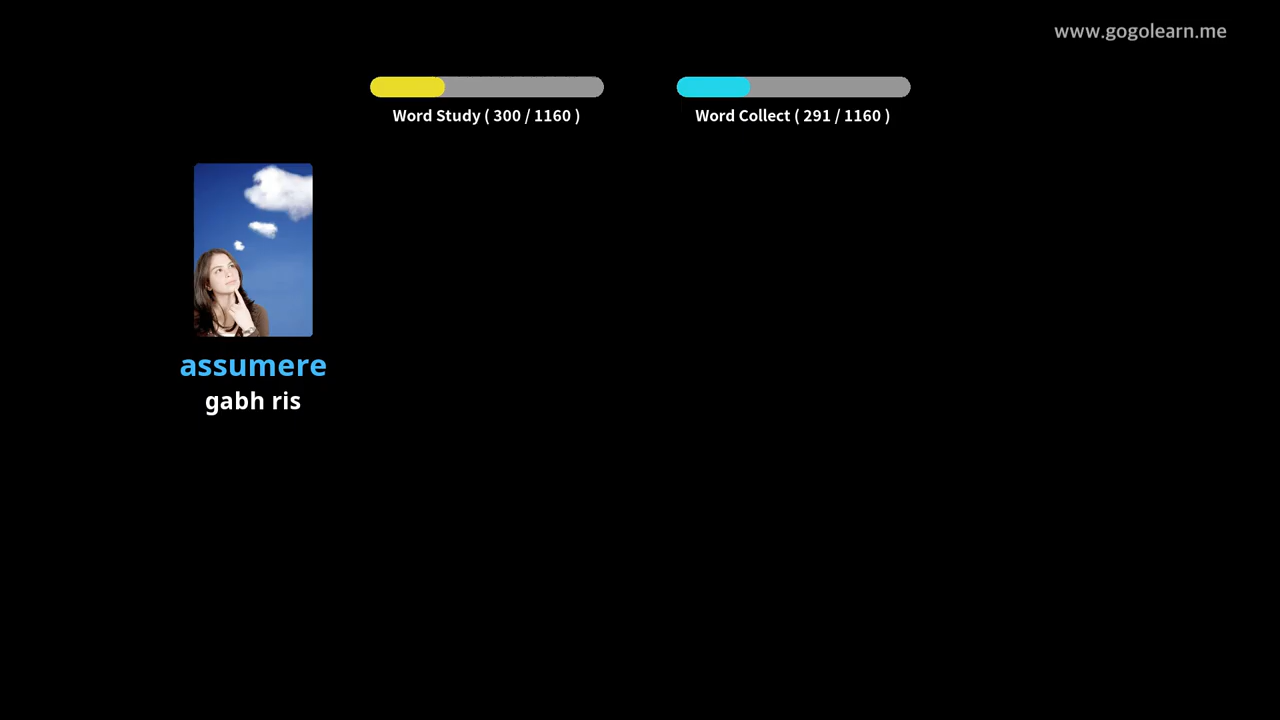 www.gogolearn.me
Word Study ( 300 / 1160 )
Word Collect ( 291 / 1160 )
assumere
gabh ris